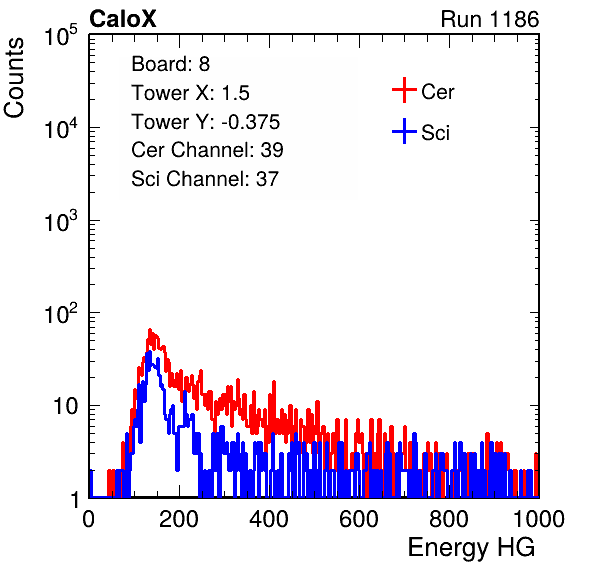 CaloX Run 1186
Counts
10^5
10^4
10^3
10^2
10
1
Board: 8
Tower X: 1.5
Tower Y: -0.375
Cer Channel: 39
Sci Channel: 37
Cer
Sci
0 200 400 600 800 1000
Energy HG